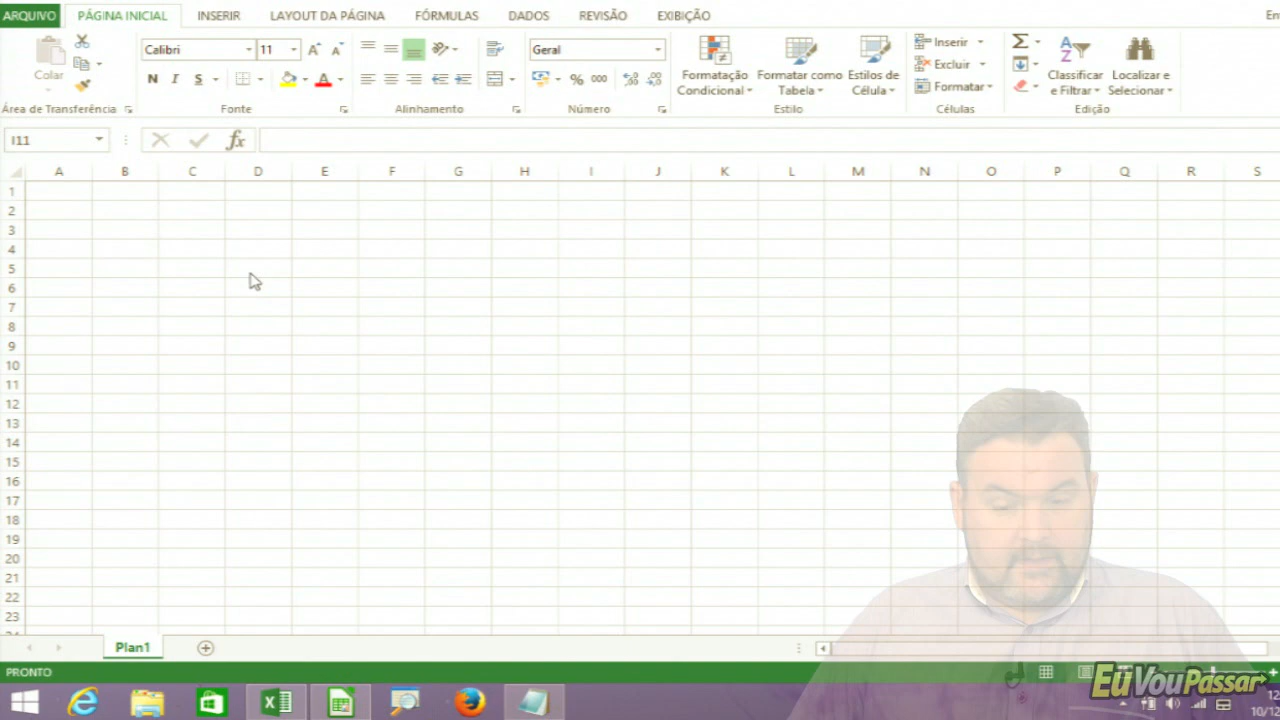 ARQUIVO PÁGINA INICIAL INSERIR LAYOUT DA PÁGINA FÓRMULAS DADOS REVISÃO EXIBIÇÃO
Colar
Calibri 11
N I S
Geral
% 000
Formatação Condicional
Formatar como Tabela
Estilos de Célula
Inserir
Excluir
Formatar
Classificar e Filtrar
Localizar e Selecionar
Área de Transferência Fonte Alinhamento Número Estilo Células Edição
I11 fx
A B C D E F G H I J K L M N O P Q R S
1
2
3
4
5
6
7
8
9
10
11
12
13
14
15
16
17
18
19
20
21
22
23
Plan1
PRONTO
EuVouPassar
10/12